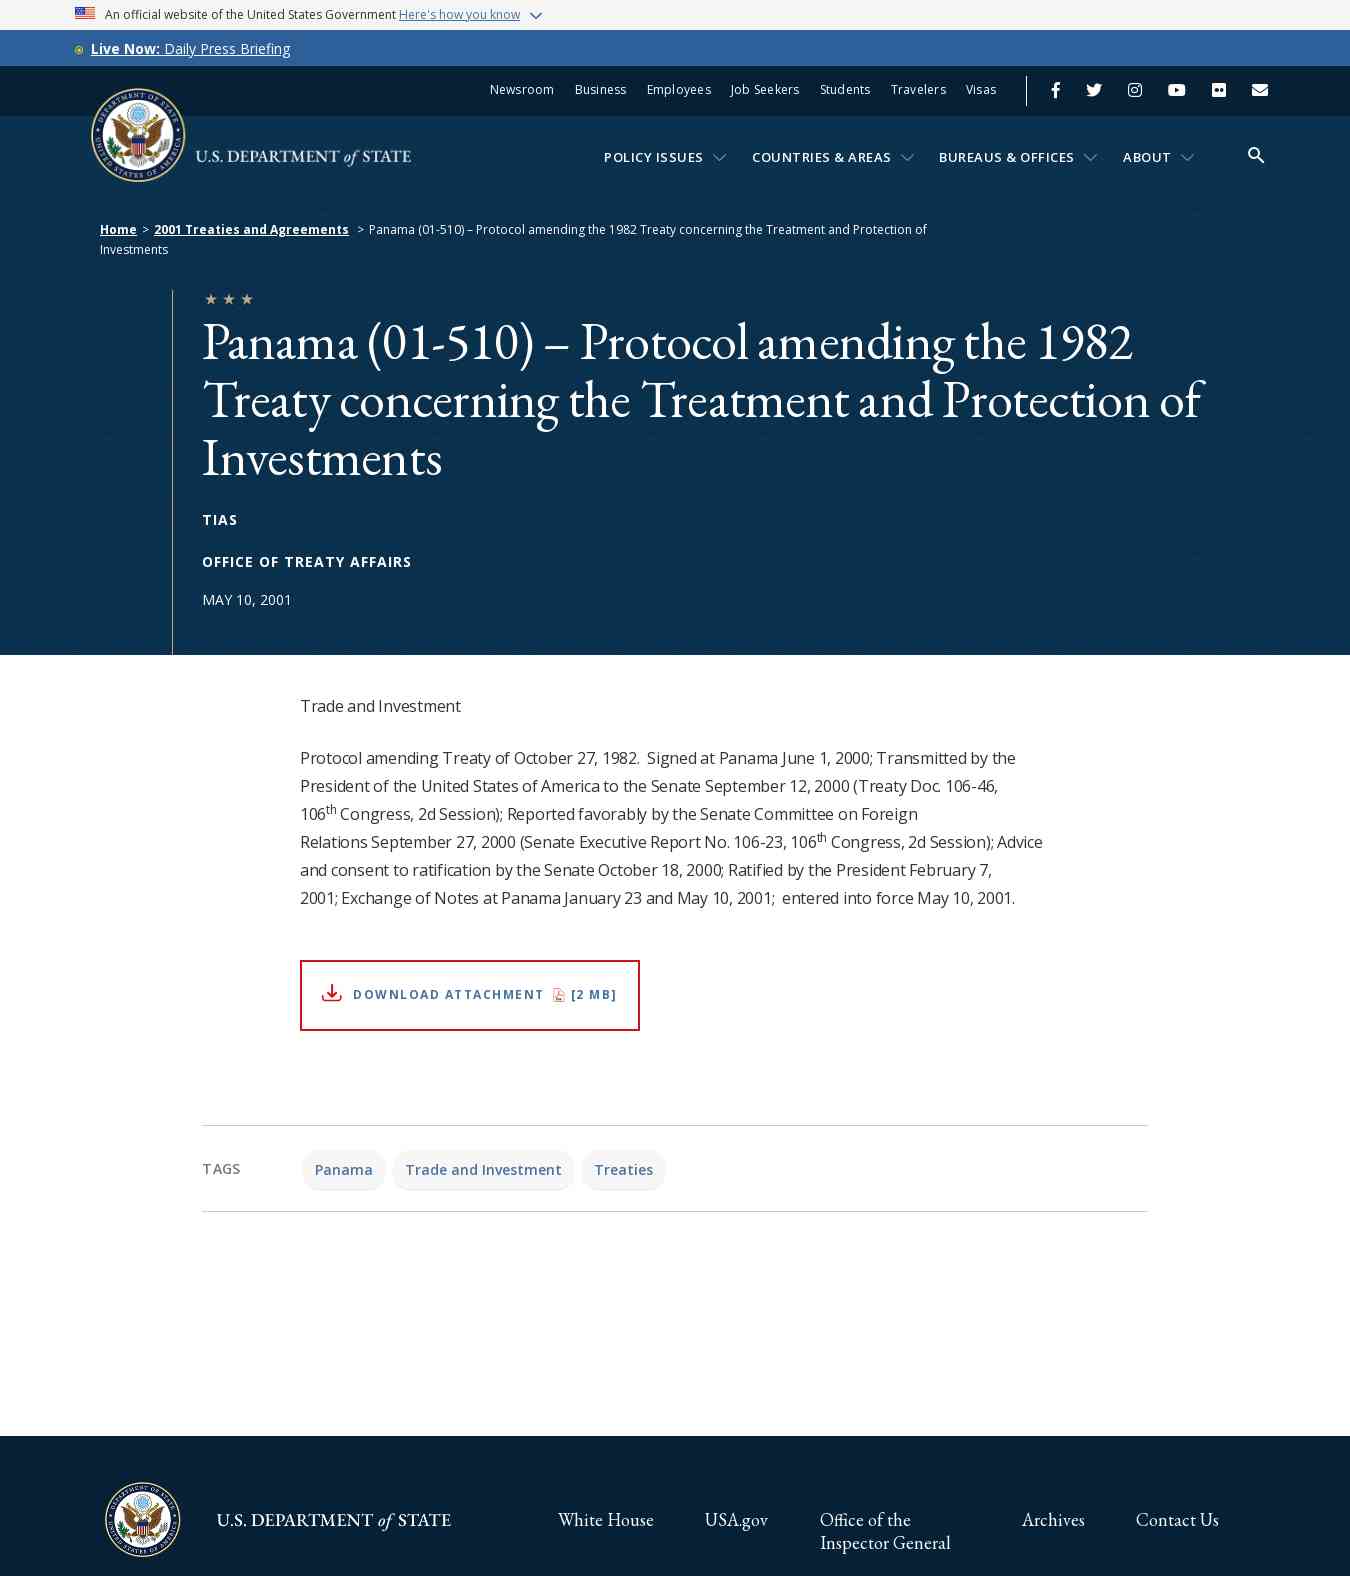 An official website of the United States Government Here's how you know
Live Now: Daily Press Briefing
Newsroom Business Employees Job Seekers Students Travelers Visas
U.S. DEPARTMENT of STATE
POLICY ISSUES COUNTRIES & AREAS BUREAUS & OFFICES ABOUT
Home > 2001 Treaties and Agreements > Panama (01-510) – Protocol amending the 1982 Treaty concerning the Treatment and Protection of
Investments
Panama (01-510) – Protocol amending the 1982
Treaty concerning the Treatment and Protection of
Investments
TIAS
OFFICE OF TREATY AFFAIRS
MAY 10, 2001
Trade and Investment
Protocol amending Treaty of October 27, 1982.  Signed at Panama June 1, 2000; Transmitted by the
President of the United States of America to the Senate September 12, 2000 (Treaty Doc. 106-46,
106th Congress, 2d Session); Reported favorably by the Senate Committee on Foreign
Relations September 27, 2000 (Senate Executive Report No. 106-23, 106th Congress, 2d Session); Advice
and consent to ratification by the Senate October 18, 2000; Ratified by the President February 7,
2001; Exchange of Notes at Panama January 23 and May 10, 2001;  entered into force May 10, 2001.
DOWNLOAD ATTACHMENT [2 MB]
TAGS Panama Trade and Investment Treaties
U.S. DEPARTMENT of STATE
White House USA.gov Office of the Archives Contact Us
Inspector General